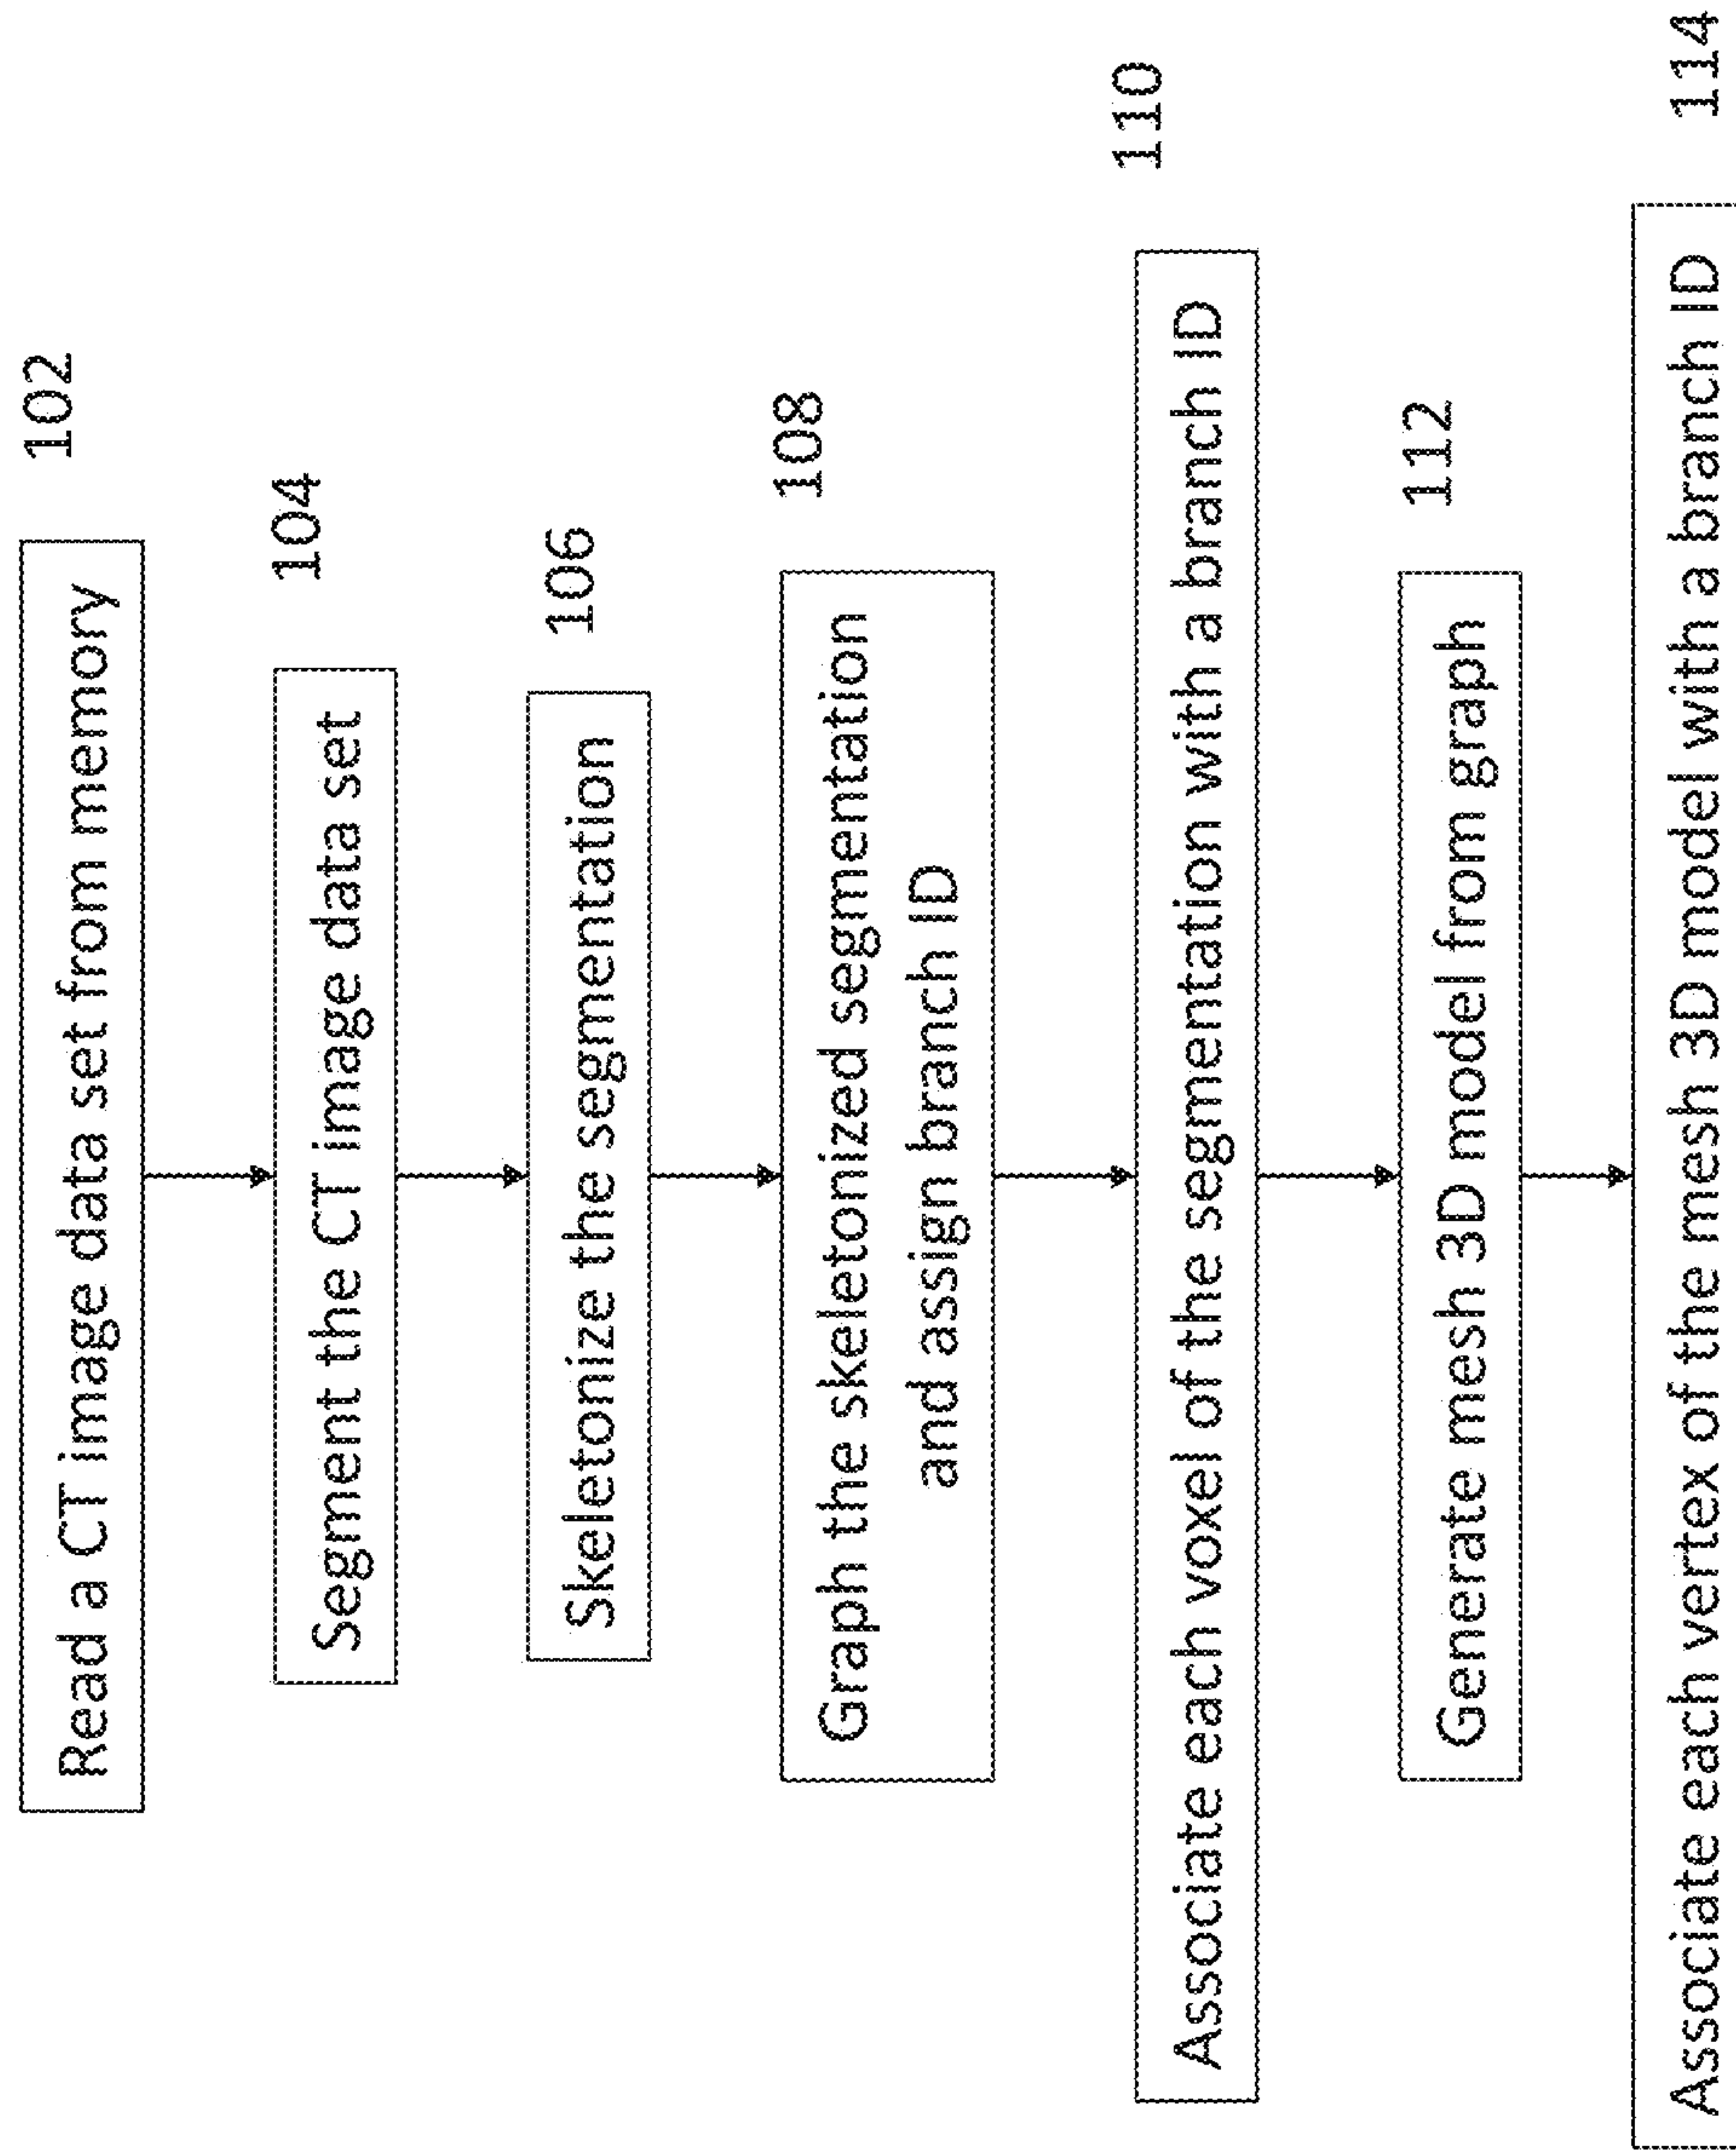 Read a CT image data set from memory
102
Segment the CT image data set
104
Skeletonize the segmentation
106
Graph the skeletonized segmentation
and assign branch ID
108
Associate each voxel of the segmentation with a branch ID
110
Generate mesh 3D model from graph
112
Associate each vertex of the mesh 3D model with a branch ID
114